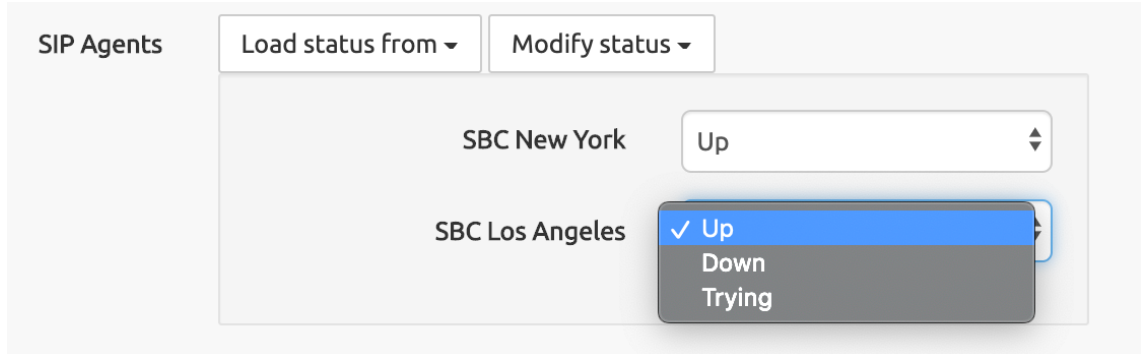 SIP Agents
Load status from
Modify status
SBC New York
Up
SBC Los Angeles
✓ Up
Down
Trying